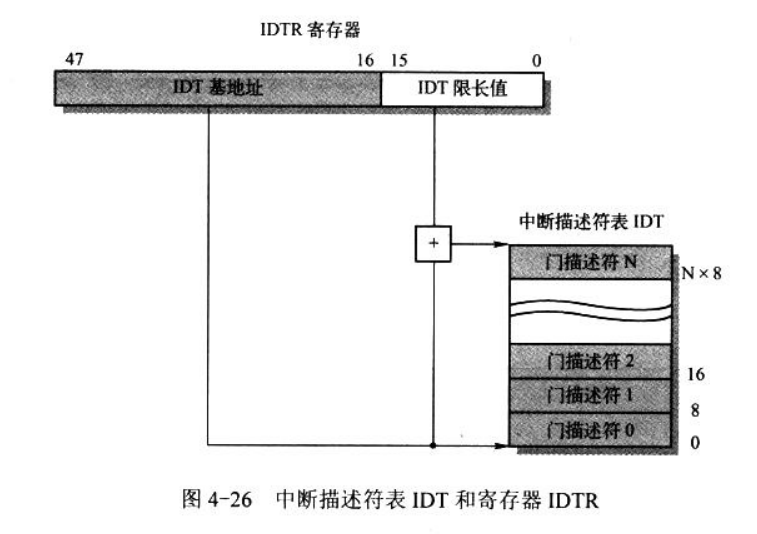 IDTR 寄存器
47 16 15 0
IDT 基地址 IDT 限长值
中断描述符表 IDT
+
门描述符 N
N × 8
门描述符 2
16
门描述符 1
8
门描述符 0
0
图 4-26 中断描述符表 IDT 和寄存器 IDTR